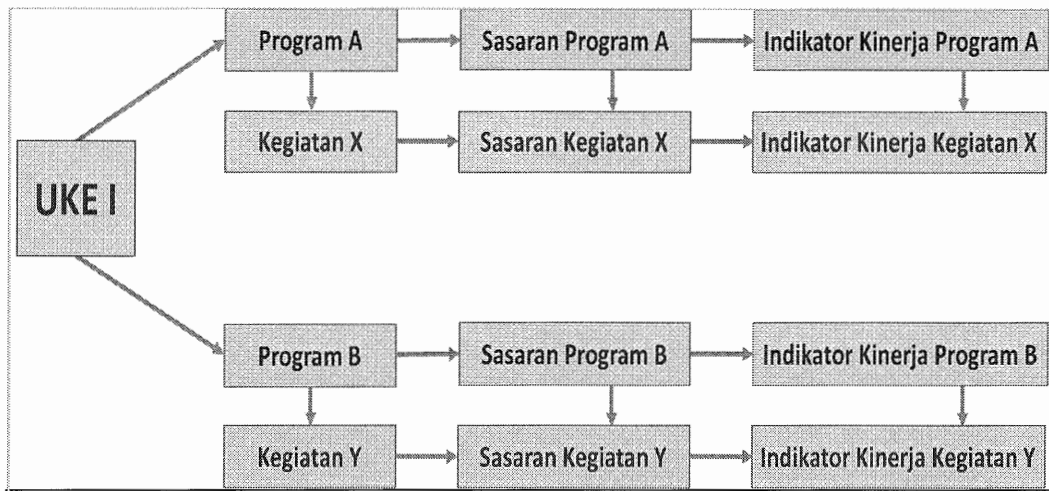 Program A
Sasaran Program A
Indikator Kinerja Program A
Kegiatan X
Sasaran Kegiatan X
Indikator Kinerja Kegiatan X
UKE I
Program B
Sasaran Program B
Indikator Kinerja Program B
Kegiatan Y
Sasaran Kegiatan Y
Indikator Kinerja Kegiatan Y